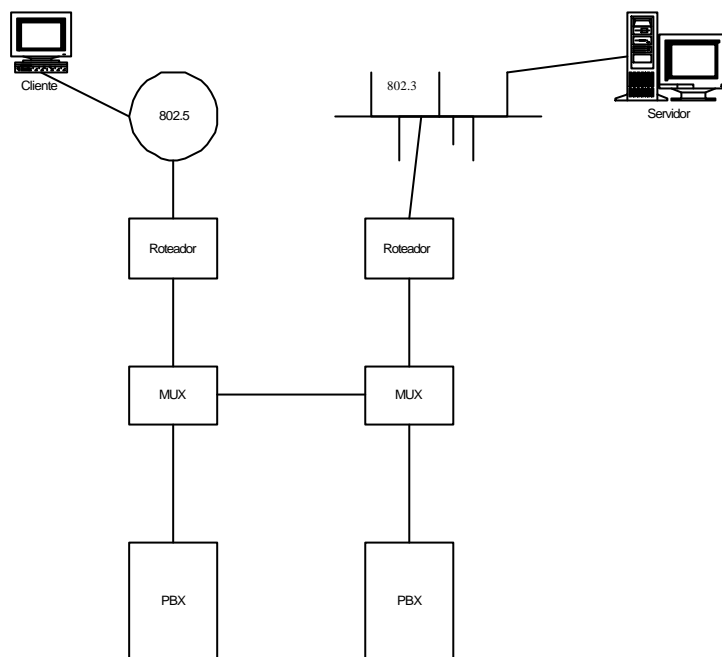 Cliente
802.5
802.3
Servidor
Roteador
Roteador
MUX
MUX
PBX
PBX